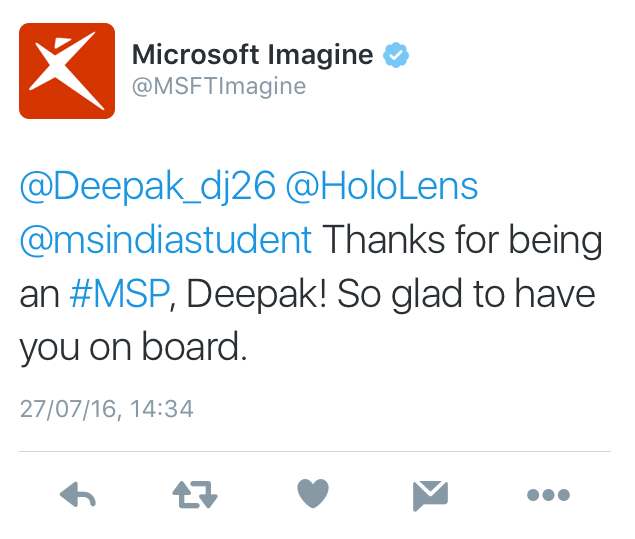 Microsoft Imagine
@MSFTImagine
@Deepak_dj26 @HoloLens
@msindiastudent Thanks for being
an #MSP, Deepak! So glad to have
you on board.
27/07/16, 14:34